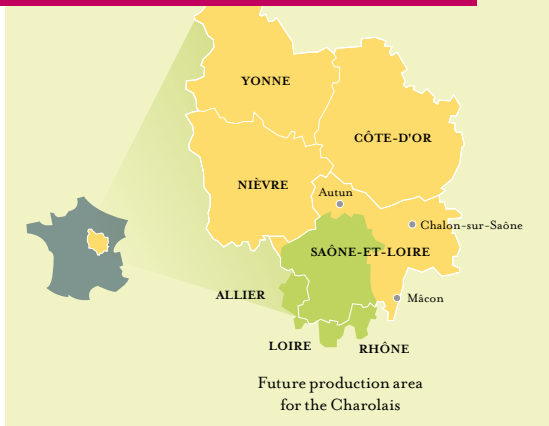 YONNE
CÔTE-D'OR
NIÈVRE
Autun
Chalon-sur-Saône
SAÔNE-ET-LOIRE
ALLIER
Mâcon
LOIRE
RHÔNE
Future production area
for the Charolais